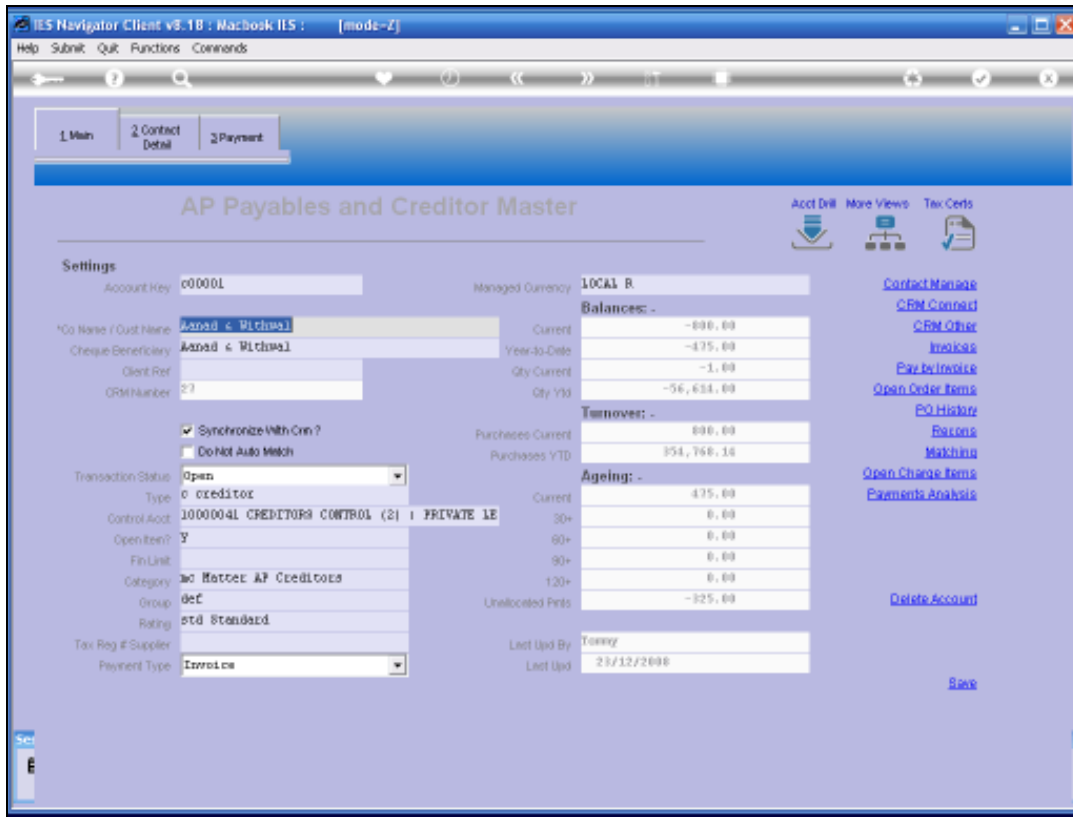 IES Navigator Client v8.1B : Macbook IES : [mode-Z]
Help Submit Quit Functions Commands
1 Main
2 Contact Detail
3 Payment
AP Payables and Creditor Master
Acct Drill More Views Tax Certs
Settings
Account Key c00001
Managed Currency LOCAL R
Contact Manage
Balances: -
CRM Connect
*Co Name / Cust Name Aanad & Withwal
Current -800.00
CRM Other
Cheque Beneficiary Aanad & Withwal
Year-to-Date -475.00
Invoices
Client Ref
Qty Current -1.00
Pay by Invoice
CRM Number 27
Qty Ytd -56,614.00
Open Order Items
Turnover: -
PO History
Synchronize With Crm ?
Purchases Current 800.00
Recons
Do Not Auto Match
Purchases YTD 354,768.14
Matching
Transaction Status Open
Ageing: -
Open Charge Items
Type c creditor
Current 475.00
Payments Analysis
Control Acct 10000041 CREDITORS CONTROL (2) : PRIVATE LE
30+ 0.00
Open Item? Y
60+ 0.00
Fin Limit
90+ 0.00
Category mc Matter AP Creditors
120+ 0.00
Group def
Unallocated Pmts -325.00
Delete Account
Rating std Standard
Tax Reg # Supplier
Last Upd By Tommy
Payment Type Invoice
Last Upd 23/12/2008
Save